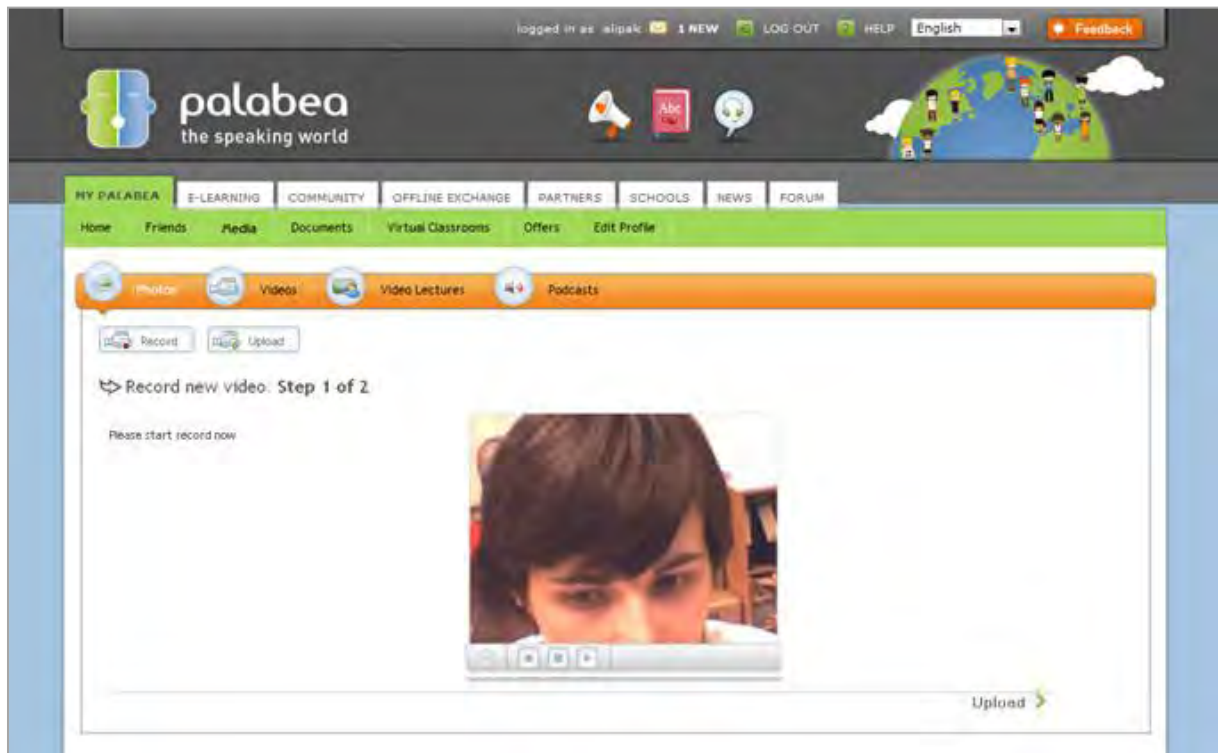 logged in as alipak 1 NEW LOG OUT HELP English Feedback
palabea
the speaking world
Abc
MY PALABEA E-LEARNING COMMUNITY OFFLINE EXCHANGE PARTNERS SCHOOLS NEWS FORUM
Home Friends Media Documents Virtual Classrooms Offers Edit Profile
Photos Videos Video Lectures Podcasts
Record Upload
Record new video: Step 1 of 2
Please start record now
Upload